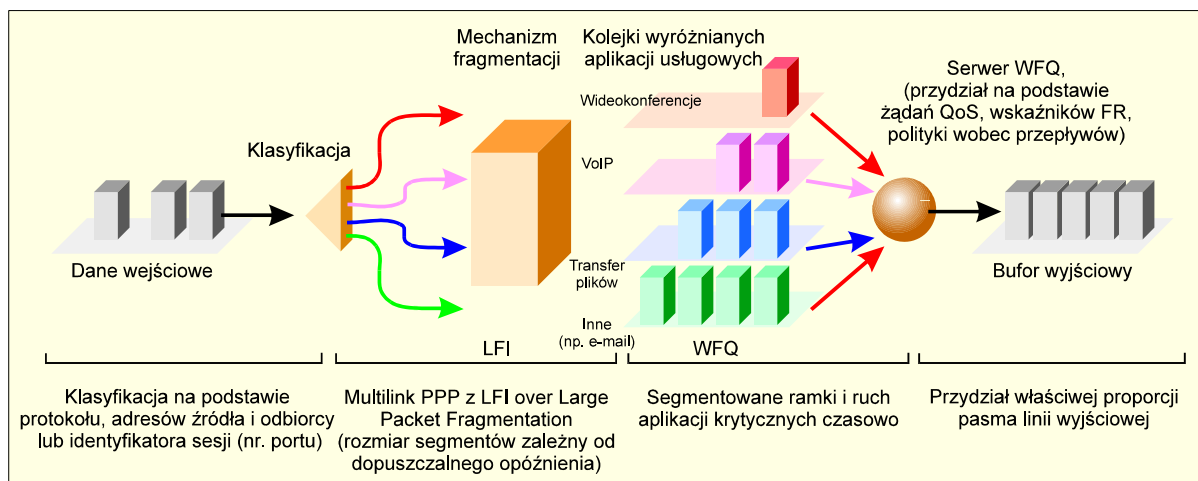 Mechanizm
fragmentacji
Kolejki wyróżnianych
aplikacji usługowych
Serwer WFQ,
(przydział na podstawie
żądań QoS, wskaźników FR,
polityki wobec przepływów)
Klasyfikacja
Wideokonferencje
VoIP
Transfer
plików
Inne
(np. e-mail)
Dane wejściowe
Bufor wyjściowy
LFI
WFQ
Klasyfikacja na podstawie
protokołu, adresów źródła i odbiorcy
lub identyfikatora sesji (nr. portu)
Multilink PPP z LFI over Large
Packet Fragmentation
(rozmiar segmentów zależny od
dopuszczalnego opóźnienia)
Segmentowane ramki i ruch
aplikacji krytycznych czasowo
Przydział właściwej proporcji
pasma linii wyjściowej